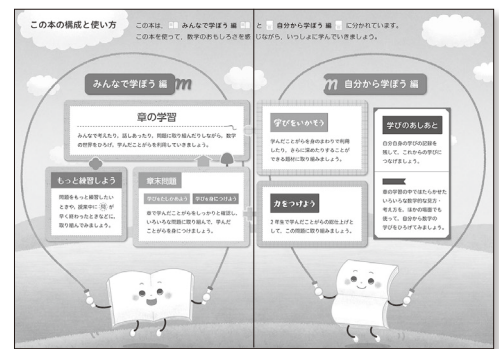 この本の構成と使い方
この本は、 みんなで学ぼう 編 と 自分から学ぼう 編 に分かれています。
この本を使って、数学のおもしろさを感じながら、いっしょに学んでいきましょう。
みんなで学ぼう 編
章の学習
みんなで考えたり、話しあったり、問題に取り組んだりしながら、数学
の世界をひろげ、学んだことがらを利用していきましょう。
もっと練習しよう
問題をもっと練習したい
ときや、授業中に 問 が
早く終わったときなどに、
取り組んでみましょう。
章末問題
学びをたしかめよう 学びを身につけよう
章で学んだことがらをしっかりと確認し、
いろいろな問題に取り組んで、学んだ
ことがらを身につけましょう。
自分から学ぼう 編
学びをいかそう
学んだことがらを身のまわりで利用
したり、さらに深めたりすることが
できる題材に取り組みましょう。
力をつけよう
2年生で学んだことがらの総仕上げと
して、この問題に取り組みましょう。
学びのあしあと
自分自身の学びの記録を
残して、これからの学びに
つなげましょう。
章の学習の中ではたらかせた
いろいろな数学的な見方・
考え方を、ほかの場面でも
使って、自分から数学の
学びをひろげてみましょう。